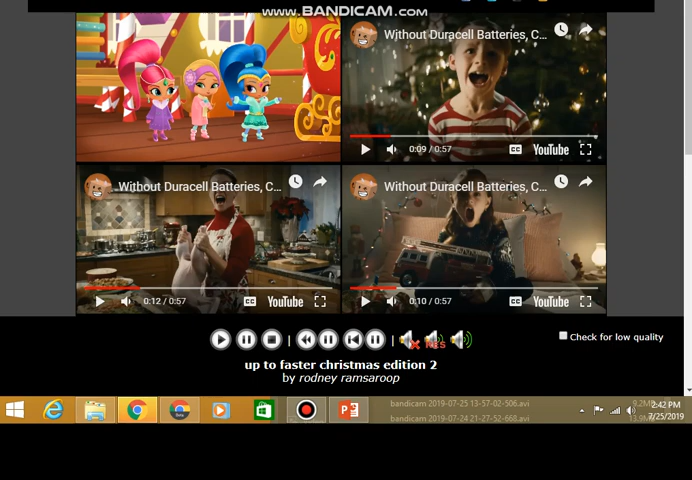 www.BANDICAM.com
Without Duracell Batteries, C...
0:09 / 0:57
CC
YouTube
Without Duracell Batteries, C...
0:12 / 0:57
CC
YouTube
Without Duracell Batteries, C...
0:10 / 0:57
CC
YouTube
Check for low quality
up to faster christmas edition 2
by rodney ramsaroop
bandicam 2019-07-25 13-57-02-506.avi
bandicam 2019-07-24 21-27-52-668.avi
2:42 PM
7/25/2019